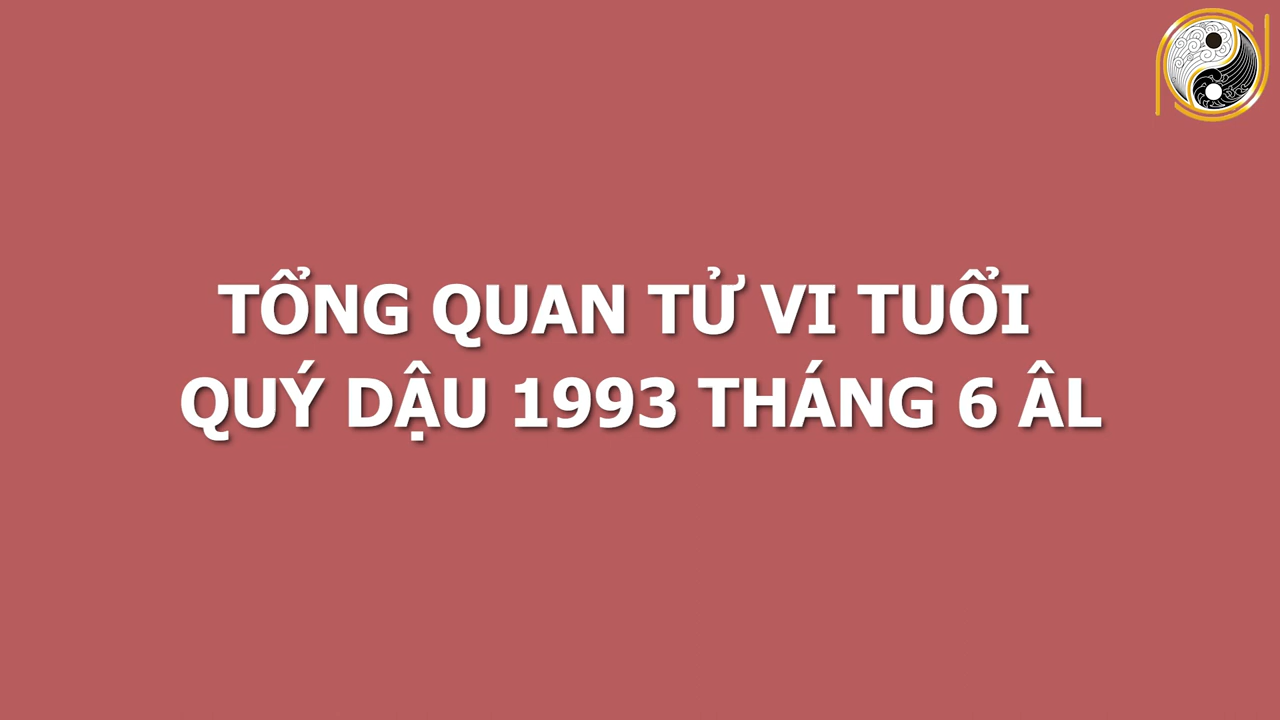 TỔNG QUAN TỬ VI TUỔI
QUÝ DẬU 1993 THÁNG 6 ÂL